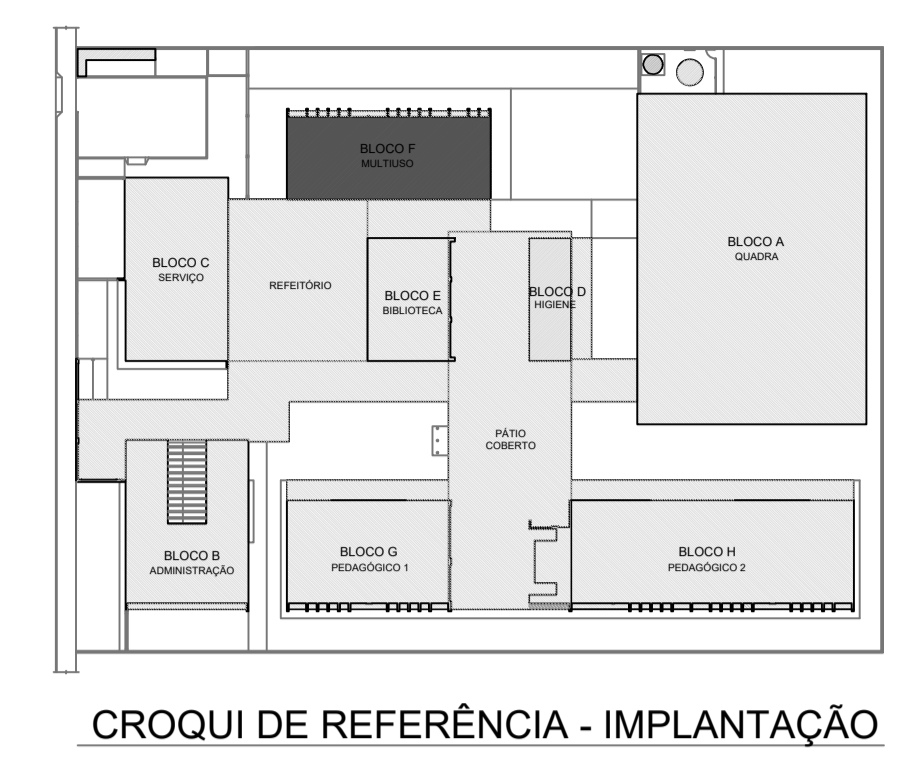 BLOCO F
MULTIUSO
BLOCO A
QUADRA
BLOCO C
SERVIÇO
REFEITÓRIO
BLOCO E
BIBLIOTECA
BLOCO D
HIGIENE
PÁTIO
COBERTO
BLOCO B
ADMINISTRAÇÃO
BLOCO G
PEDAGÓGICO 1
BLOCO H
PEDAGÓGICO 2
CROQUI DE REFERÊNCIA - IMPLANTAÇÃO